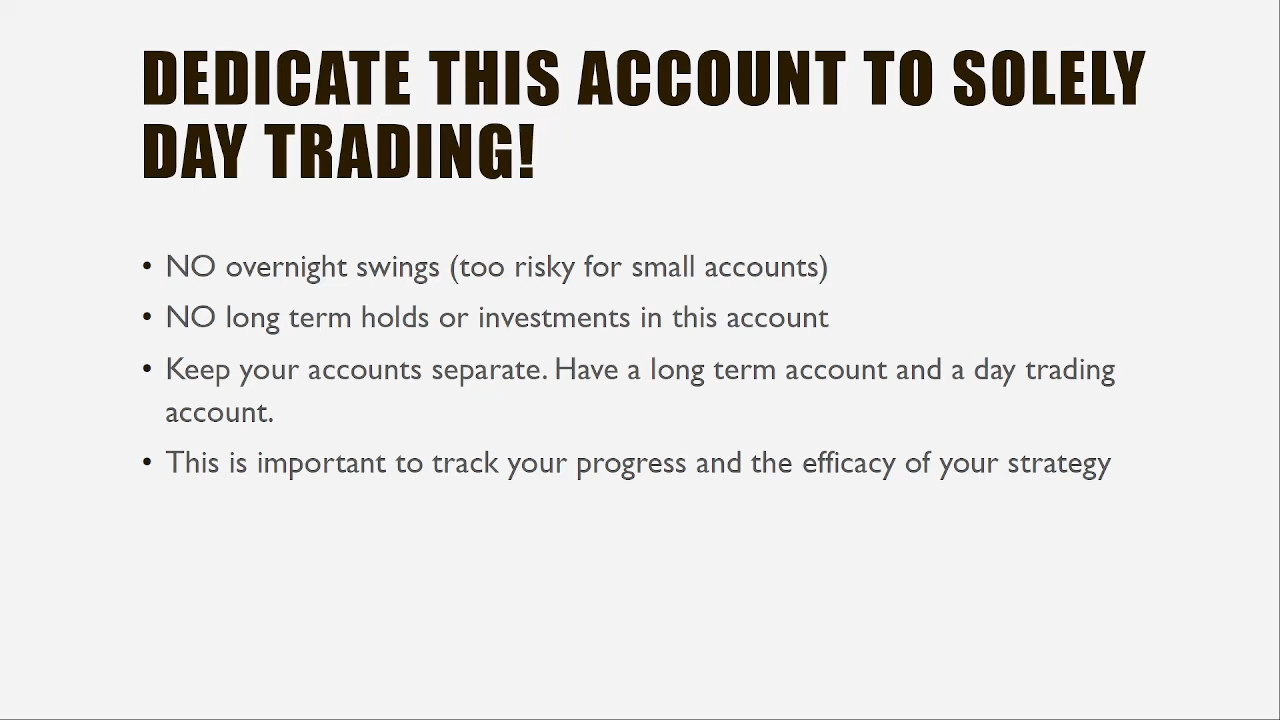 DEDICATE THIS ACCOUNT TO SOLELY
DAY TRADING!
• NO overnight swings (too risky for small accounts)
• NO long term holds or investments in this account
• Keep your accounts separate. Have a long term account and a day trading
account.
• This is important to track your progress and the efficacy of your strategy